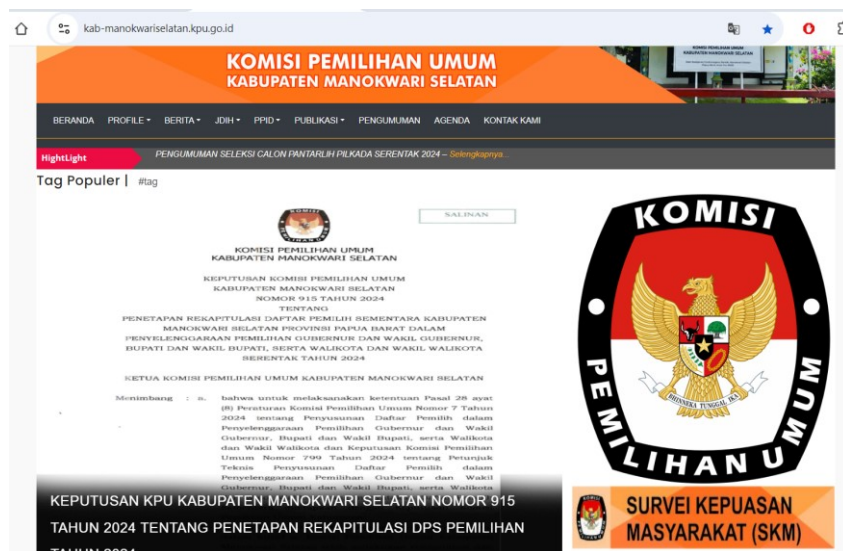 kab-manokwariselatan.kpu.go.id
KOMISI PEMILIHAN UMUM
KABUPATEN MANOKWARI SELATAN
BERANDA PROFILE BERITA JDIH PPID PUBLIKASI PENGUMUMAN AGENDA KONTAK KAMI
HightLight
PENGUMUMAN SELEKSI CALON PANTARLIH PILKADA SERENTAK 2024 – Selengkapnya...
Tag Populer | #tag
SALINAN
KOMISI PEMILIHAN UMUM
KABUPATEN MANOKWARI SELATAN
KEPUTUSAN KOMISI PEMILIHAN UMUM
KABUPATEN MANOKWARI SELATAN
NOMOR 915 TAHUN 2024
TENTANG
PENETAPAN REKAPITULASI DAFTAR PEMILIH SEMENTARA KABUPATEN
MANOKWARI SELATAN PROVINSI PAPUA BARAT DALAM
PENYELENGGARAAN PEMILIHAN GUBERNUR DAN WAKIL GUBERNUR,
BUPATI DAN WAKIL BUPATI, SERTA WALIKOTA DAN WAKIL WALIKOTA
SERENTAK TAHUN 2024
KETUA KOMISI PEMILIHAN UMUM KABUPATEN MANOKWARI SELATAN
Menimbang : a. bahwa untuk melaksanakan ketentuan Pasal 28 ayat
(8) Peraturan Komisi Pemilihan Umum Nomor 7 Tahun
2024 tentang Penyusunan Daftar Pemilih dalam
Penyelenggaraan Pemilihan Gubernur dan Wakil
Gubernur, Bupati dan Wakil Bupati, serta Walikota
dan Wakil Walikota dan Keputusan Komisi Pemilihan
Umum Nomor 799 Tahun 2024 tentang Petunjuk
Teknis Penyusunan Daftar Pemilih dalam
Penyelenggaraan Pemilihan Gubernur dan Wakil
Gubernur, Bupati dan Wakil Bupati, serta Walikota
KEPUTUSAN KPU KABUPATEN MANOKWARI SELATAN NOMOR 915
TAHUN 2024 TENTANG PENETAPAN REKAPITULASI DPS PEMILIHAN
TAHUN 2024
KOMISI
PEMILIHAN UMUM
BHINNEKA TUNGGAL IKA
SURVEI KEPUASAN
MASYARAKAT (SKM)